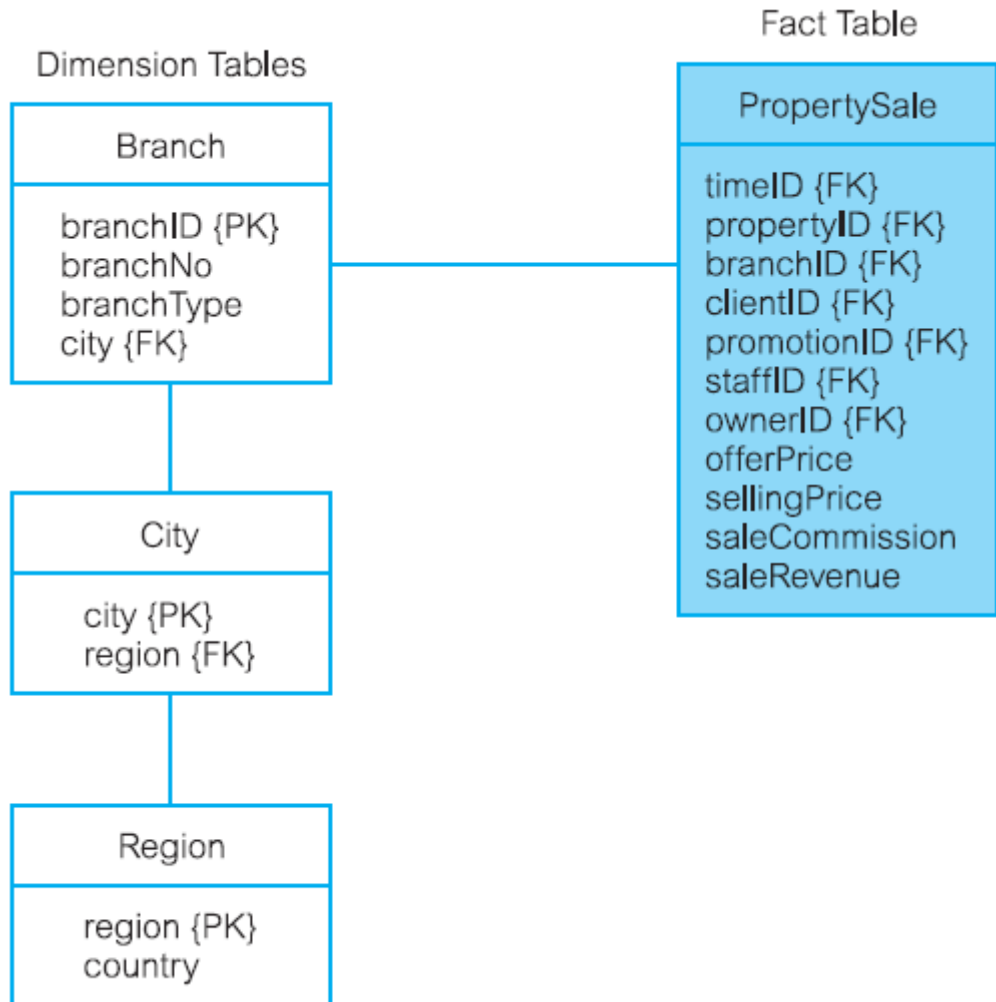 Dimension Tables
Branch
branchID {PK}
branchNo
branchType
city {FK}
City
city {PK}
region {FK}
Region
region {PK}
country
Fact Table
PropertySale
timeID {FK}
propertyID {FK}
branchID {FK}
clientID {FK}
promotionID {FK}
staffID {FK}
ownerID {FK}
offerPrice
sellingPrice
saleCommission
saleRevenue